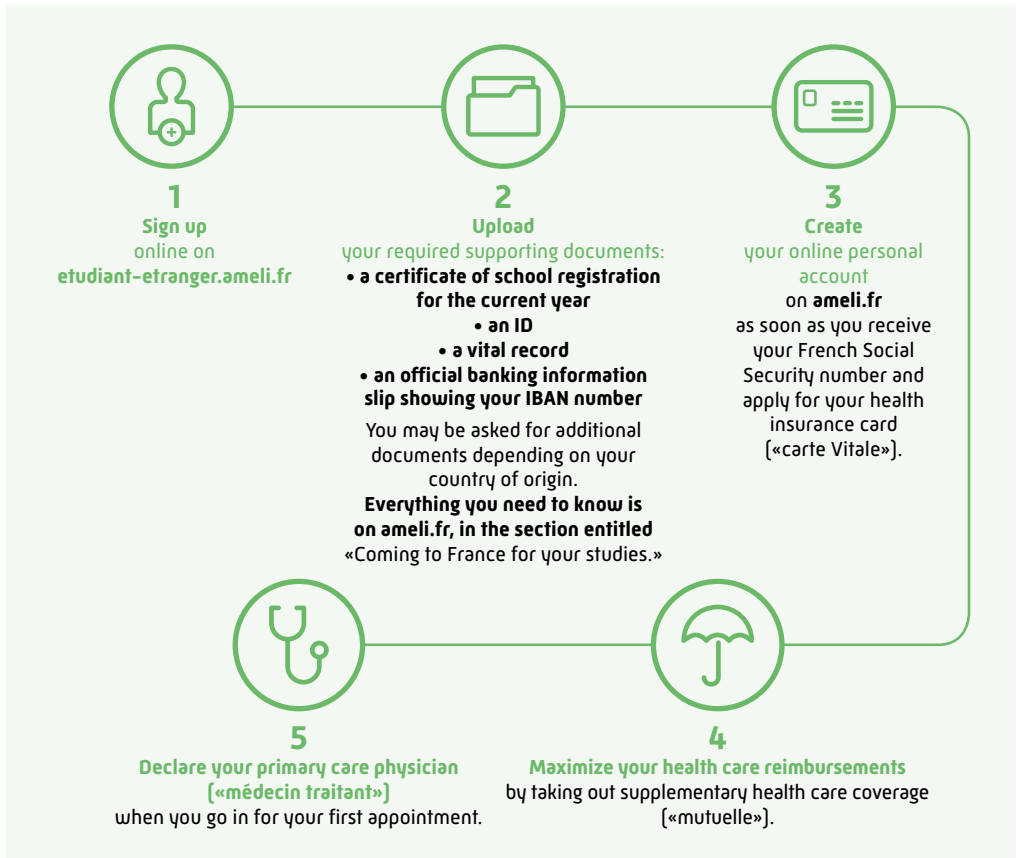 1
Sign up
online on
etudiant-etranger.ameli.fr
2
Upload
your required supporting documents:
• a certificate of school registration
for the current year
• an ID
• a vital record
• an official banking information
slip showing your IBAN number
You may be asked for additional
documents depending on your
country of origin.
Everything you need to know is
on ameli.fr, in the section entitled
«Coming to France for your studies.»
3
Create
your online personal
account
on ameli.fr
as soon as you receive
your French Social
Security number and
apply for your health
insurance card
(«carte Vitale»).
4
Maximize your health care reimbursements
by taking out supplementary health care coverage
(«mutuelle»).
5
Declare your primary care physician
(«médecin traitant»)
when you go in for your first appointment.